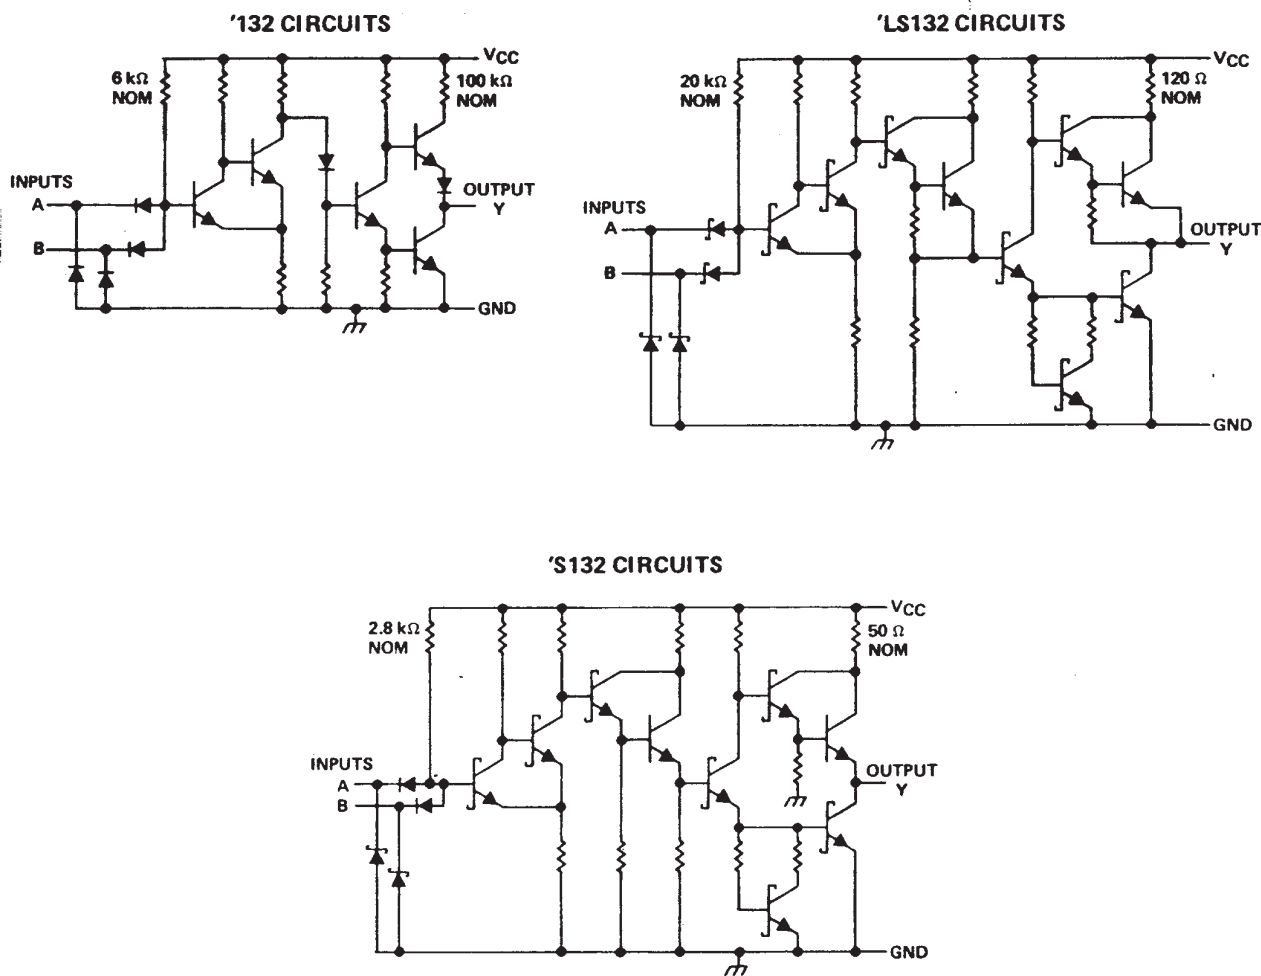 '132 CIRCUITS
VCC
6 kΩ
NOM
100 kΩ
NOM
INPUTS
A
B
OUTPUT
Y
GND
'LS132 CIRCUITS
VCC
20 kΩ
NOM
120 Ω
NOM
INPUTS
A
B
OUTPUT
Y
GND
'S132 CIRCUITS
VCC
2.8 kΩ
NOM
50 Ω
NOM
INPUTS
A
B
OUTPUT
Y
GND